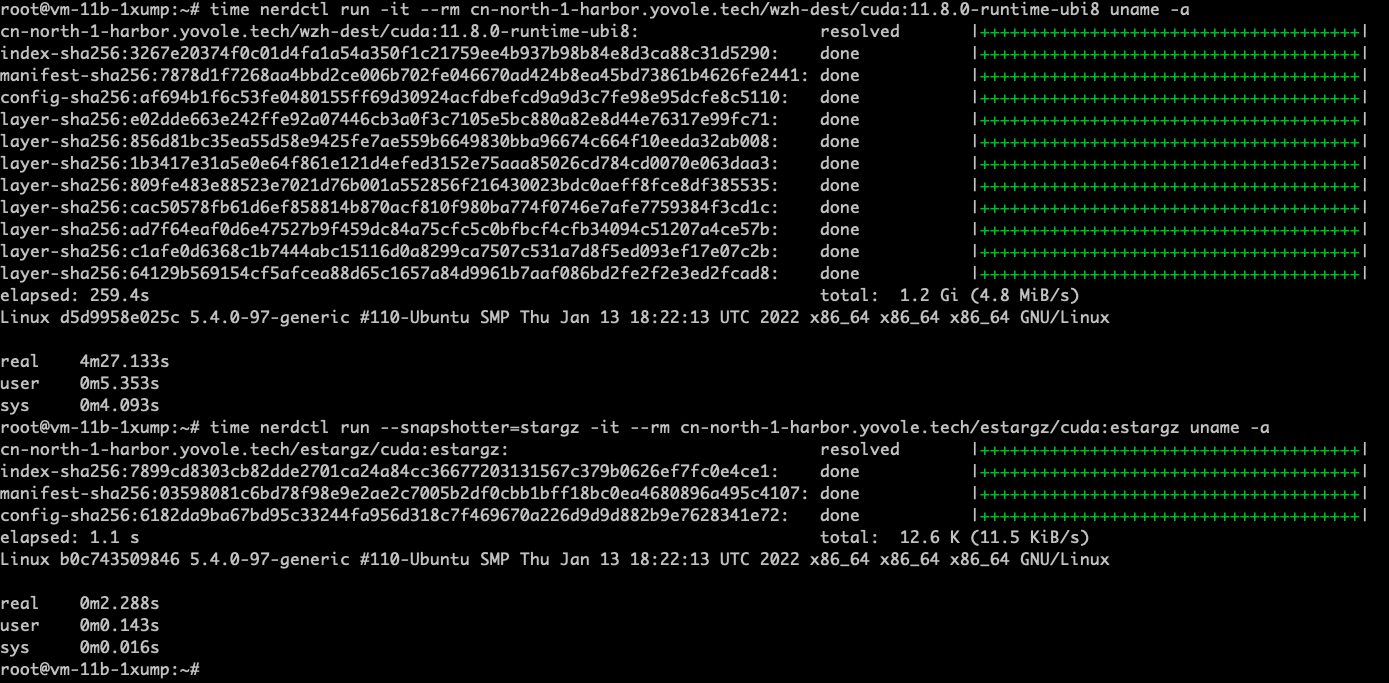 root@vm-11b-1xump:~# time nerdctl run -it --rm cn-north-1-harbor.yovole.tech/wzh-dest/cuda:11.8.0-runtime-ubi8 uname -a
cn-north-1-harbor.yovole.tech/wzh-dest/cuda:11.8.0-runtime-ubi8: resolved |++++++++++++++++++++++++++++++++++++++|
index-sha256:3267e20374f0c01d4fa1a54a350f1c21759ee4b937b98b84e8d3ca88c31d5290: done |++++++++++++++++++++++++++++++++++++++|
manifest-sha256:7878d1f7268aa4bbd2ce006b702fe046670ad424b8ea45bd73861b4626fe2441: done |++++++++++++++++++++++++++++++++++++++|
config-sha256:af694b1f6c53fe0480155ff69d30924acfdbefcd9a9d3c7fe98e95dcfe8c5110: done |++++++++++++++++++++++++++++++++++++++|
layer-sha256:e02dde663e242ffe92a07446cb3a0f3c7105e5bc880a82e8d44e76317e99fc71: done |++++++++++++++++++++++++++++++++++++++|
layer-sha256:856d81bc35ea55d58e9425fe7ae559b6649830bba96674c664f10eeda32ab008: done |++++++++++++++++++++++++++++++++++++++|
layer-sha256:1b3417e31a5e0e64f861e121d4efed3152e75aaa85026cd784cd0070e063daa3: done |++++++++++++++++++++++++++++++++++++++|
layer-sha256:809fe483e88523e7021d76b001a552856f216430023bdc0aeff8fce8df385535: done |++++++++++++++++++++++++++++++++++++++|
layer-sha256:cac50578fb61d6ef858814b870acf810f980ba774f0746e7afe7759384f3cd1c: done |++++++++++++++++++++++++++++++++++++++|
layer-sha256:ad7f64eaf0d6e47527b9f459dc84a75cfc5c0bfbcf4cfb34094c51207a4ce57b: done |++++++++++++++++++++++++++++++++++++++|
layer-sha256:c1afe0d6368c1b7444abc15116d0a8299ca7507c531a7d8f5ed093ef17e07c2b: done |++++++++++++++++++++++++++++++++++++++|
layer-sha256:64129b569154cf5afcea88d65c1657a84d9961b7aaf086bd2fe2f2e3ed2fcad8: done |++++++++++++++++++++++++++++++++++++++|
elapsed: 259.4s total: 1.2 Gi (4.8 MiB/s)
Linux d5d9958e025c 5.4.0-97-generic #110-Ubuntu SMP Thu Jan 13 18:22:13 UTC 2022 x86_64 x86_64 x86_64 GNU/Linux
real 4m27.133s
user 0m5.353s
sys 0m4.093s
root@vm-11b-1xump:~# time nerdctl run --snapshotter=stargz -it --rm cn-north-1-harbor.yovole.tech/estargz/cuda:estargz uname -a
cn-north-1-harbor.yovole.tech/estargz/cuda:estargz: resolved |++++++++++++++++++++++++++++++++++++++|
index-sha256:7899cd8303cb82dde2701ca24a84cc36677203131567c379b0626ef7fc0e4ce1: done |++++++++++++++++++++++++++++++++++++++|
manifest-sha256:03598081c6bd78f98e9e2ae2c7005b2df0cbb1bff18bc0ea4680896a495c4107: done |++++++++++++++++++++++++++++++++++++++|
config-sha256:6182da9ba67bd95c33244fa956d318c7f469670a226d9d9d882b9e7628341e72: done |++++++++++++++++++++++++++++++++++++++|
elapsed: 1.1 s total: 12.6 K (11.5 KiB/s)
Linux b0c743509846 5.4.0-97-generic #110-Ubuntu SMP Thu Jan 13 18:22:13 UTC 2022 x86_64 x86_64 x86_64 GNU/Linux
real 0m2.288s
user 0m0.143s
sys 0m0.016s
root@vm-11b-1xump:~#